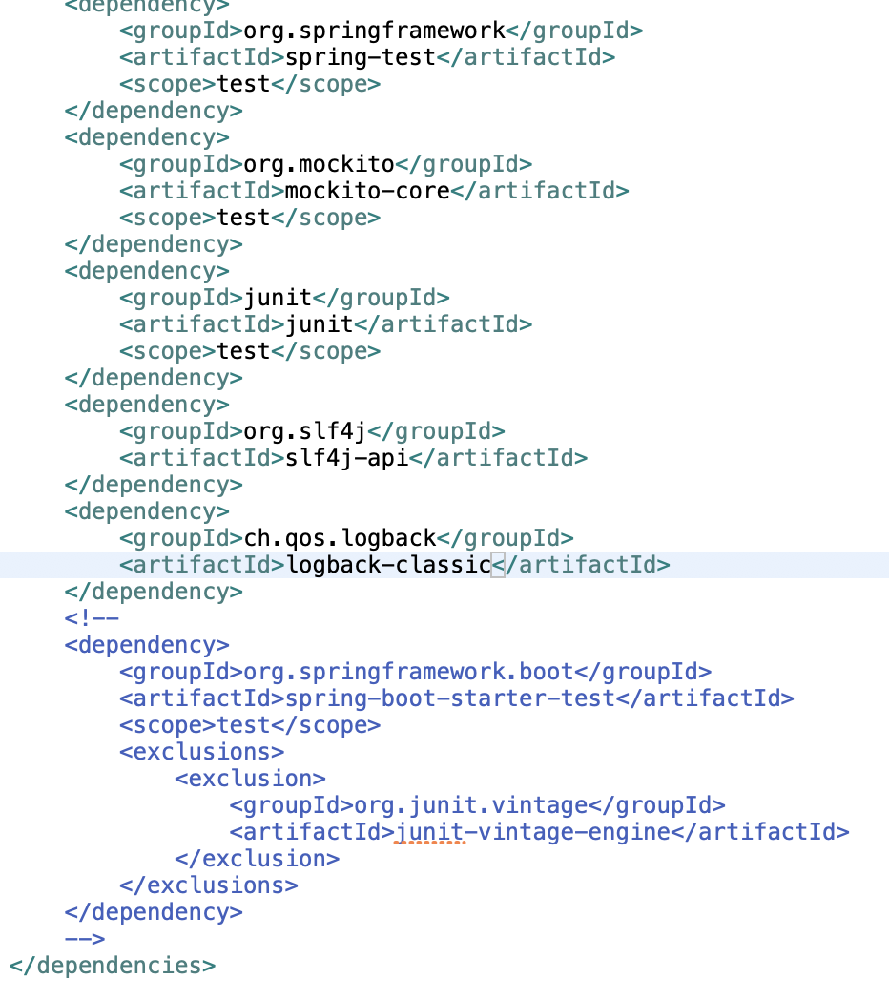 <dependency>
<groupId>org.springframework</groupId>
<artifactId>spring-test</artifactId>
<scope>test</scope>
</dependency>
<dependency>
<groupId>org.mockito</groupId>
<artifactId>mockito-core</artifactId>
<scope>test</scope>
</dependency>
<dependency>
<groupId>junit</groupId>
<artifactId>junit</artifactId>
<scope>test</scope>
</dependency>
<dependency>
<groupId>org.slf4j</groupId>
<artifactId>slf4j-api</artifactId>
</dependency>
<dependency>
<groupId>ch.qos.logback</groupId>
<artifactId>logback-classic</artifactId>
</dependency>
<!--
<dependency>
<groupId>org.springframework.boot</groupId>
<artifactId>spring-boot-starter-test</artifactId>
<scope>test</scope>
<exclusions>
<exclusion>
<groupId>org.junit.vintage</groupId>
<artifactId>junit-vintage-engine</artifactId>
</exclusion>
</exclusions>
</dependency>
-->
</dependencies>